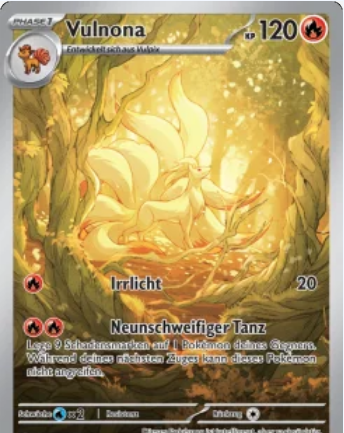 PHASE 1
Vulnona
KP 120
Entwickelt sich aus Vulpix
Irrlicht 20
Neunschweifiger Tanz
Lege 9 Schadensmarken auf 1 Pokémon deines Gegners.
Während deines nächsten Zuges kann dieses Pokémon
nicht angreifen.
Schwäche ×2 Resistenz Rückzug